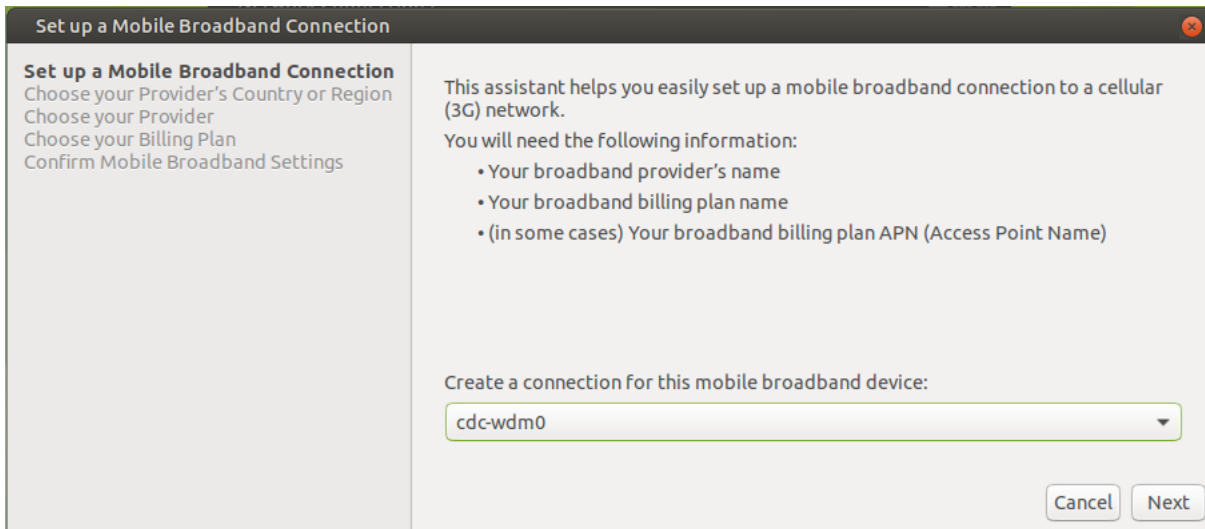 Set up a Mobile Broadband Connection
Set up a Mobile Broadband Connection
Choose your Provider's Country or Region
Choose your Provider
Choose your Billing Plan
Confirm Mobile Broadband Settings
This assistant helps you easily set up a mobile broadband connection to a cellular
(3G) network.
You will need the following information:
• Your broadband provider's name
• Your broadband billing plan name
• (in some cases) Your broadband billing plan APN (Access Point Name)
Create a connection for this mobile broadband device:
cdc-wdm0
Cancel Next